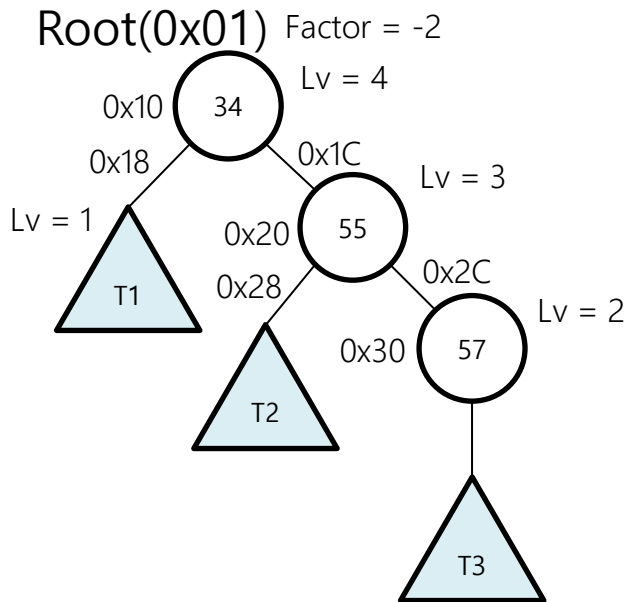 Root(0x01) Factor = -2
Lv = 4
0x10 34
0x18 0x1C
Lv = 3
Lv = 1
0x20 55
0x28 0x2C
T1
Lv = 2
0x30 57
T2
T3